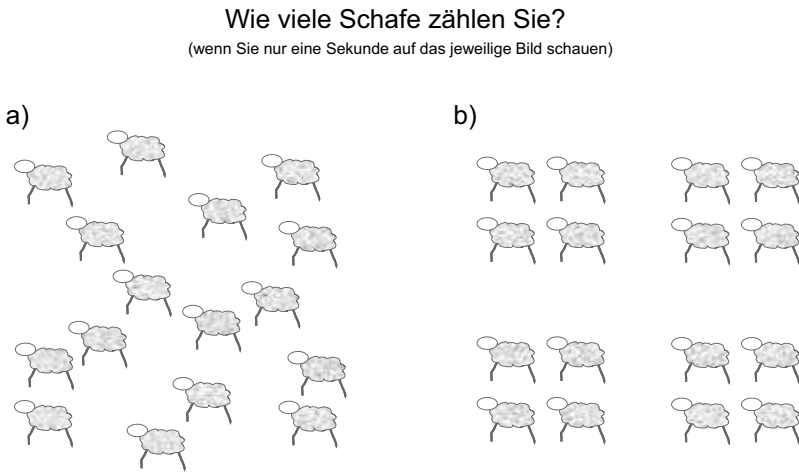 Wie viele Schafe zählen Sie?
(wenn Sie nur eine Sekunde auf das jeweilige Bild schauen)
a)
b)